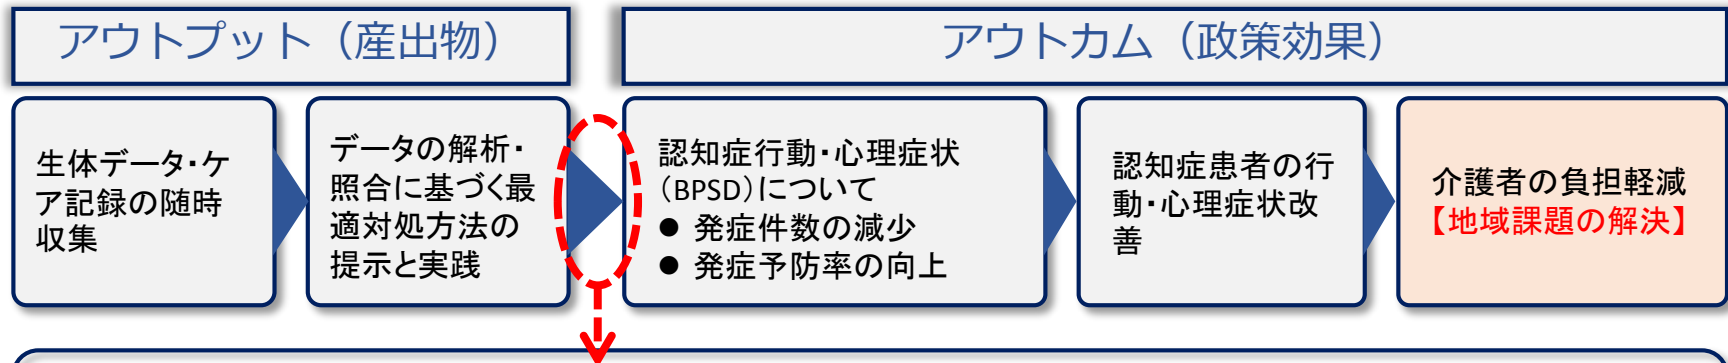 アウトプット（産出物）
アウトカム（政策効果）
生体データ・ケ
ア記録の随時
収集
データの解析・
照合に基づく最
適対処方法の
提示と実践
認知症行動・心理症状
（BPSD）について
● 発症件数の減少
● 発症予防率の向上
認知症患者の行
動・心理症状改
善
介護者の負担軽減
【地域課題の解決】